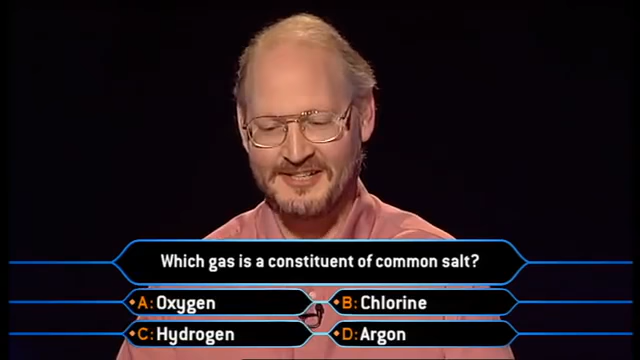 Which gas is a constituent of common salt?
A: Oxygen
B: Chlorine
C: Hydrogen
D: Argon